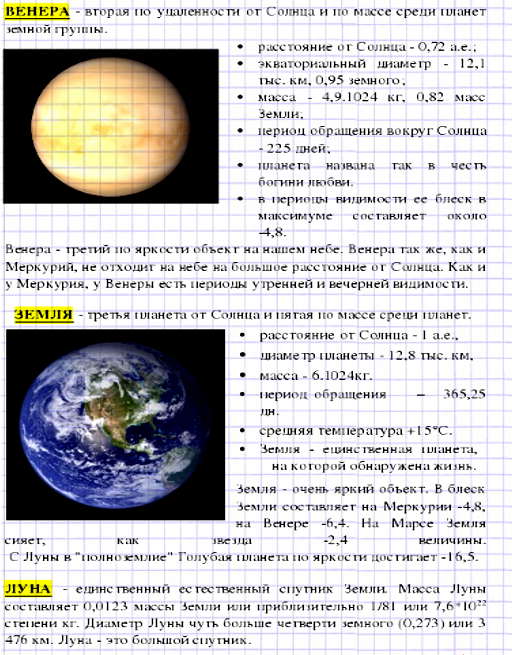 ВЕНЕРА - вторая по удаленности от Солнца и по массе среди планет
земной группы.
• расстояние от Солнца - 0,72 а.е.;
• экваториальный диаметр - 12,1
тыс. км, 0,95 земного;
• масса - 4,9.1024 кг, 0,82 масс
Земли;
• период обращения вокруг Солнца
- 225 дней;
• планета названа так в честь
богини любви.
• в периоды видимости ее блеск в
максимуме составляет около
-4,8.
Венера - третий по яркости объект на нашем небе. Венера так же, как и
Меркурий, не отходит на небе на большое расстояние от Солнца. Как и
у Меркурия, у Венеры есть периоды утренней и вечерней видимости.
ЗЕМЛЯ - третья планета от Солнца и пятая по массе среди планет.
• расстояние от Солнца - 1 а.е.,
• диаметр планеты - 12,8 тыс. км,
• масса - 6.1024кг.
• период обращения – 365,25
дн.
• средняя температура +15°С.
• Земля - единственная планета,
на которой обнаружена жизнь.
Земля - очень яркий объект. В блеск
Земли составляет на Меркурии -4,8,
на Венере -6,4. На Марсе Земля
сияет, как звезда -2,4 величины.
С Луны в "полноземлие" Голубая планета по яркости достигает -16,5.
ЛУНА - единственный естественный спутник Земли. Масса Луны
составляет 0,0123 массы Земли или приблизительно 1/81 или 7,6*10²²
степени кг. Диаметр Луны чуть больше четверти земного (0,273) или 3
476 км. Луна - это большой спутник.